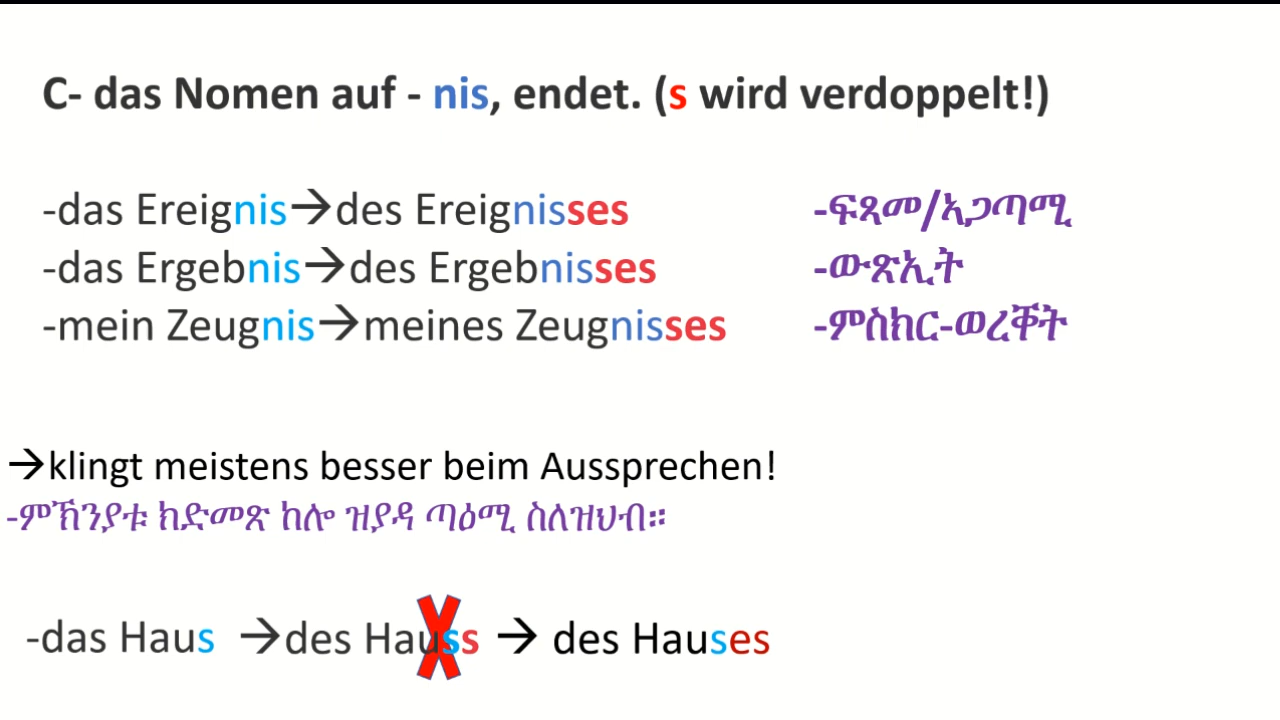 C- das Nomen auf - nis, endet. (s wird verdoppelt!)
-das Ereignis→des Ereignisses -ፍጻመ/ኣጋጣሚ
-das Ergebnis→des Ergebnisses -ውጽኢት
-mein Zeugnis→meines Zeugnisses -ምስክር-ወረቐት
→klingt meistens besser beim Aussprechen!
-ምኽንያቱ ክድመጽ ከሎ ዝያዳ ጣዕሚ ስለዝህብ።
-das Haus →des Hauss → des Hauses